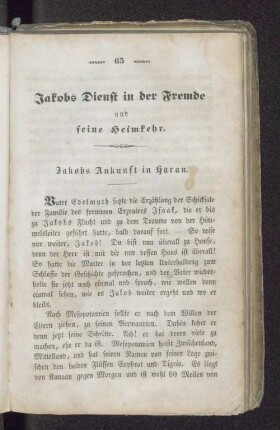 65
Jakobs Dienst in der Fremde
und
seine Heimkehr.
Jakobs Ankunft in Haran.
Vater Edelmuth setzte die Erzählung der Schicksale
der Familie des frommen Erzvaters Isaak, die er bis
zu Jakobs Flucht und zu dem Traume von der Him-
melsleiter geführt hatte, bald darauf fort. — So reise
nur weiter, Jakob! Du bist nun überall zu Hause,
denn der Herr ist mit dir und dessen Haus ist überall!
So hatte die Mutter in der letzten Unterhaltung zum
Schlusse der Geschichte gesprochen, und der Vater wieder-
holte sie jetzt noch einmal und sprach, wir wollen denn
einmal sehen, wie es Jakob weiter ergeht und wo er
bleibt.
Nach Mesopotamien sollte er nach dem Willen der
Eltern ziehen, zu seinen Verwandten. Dahin kehrt er
denn jetzt seine Schritte. Ach! er hat deren viele zu
machen, ehe er da ist. Mesopotamien heißt Zwischenland,
Mittelland, und hat seinen Namen von seiner Lage zwi-
schen den beiden Flüssen Euphrat und Tigris. Es liegt
von Kanaan gegen Morgen und ist wohl 60 Meilen von